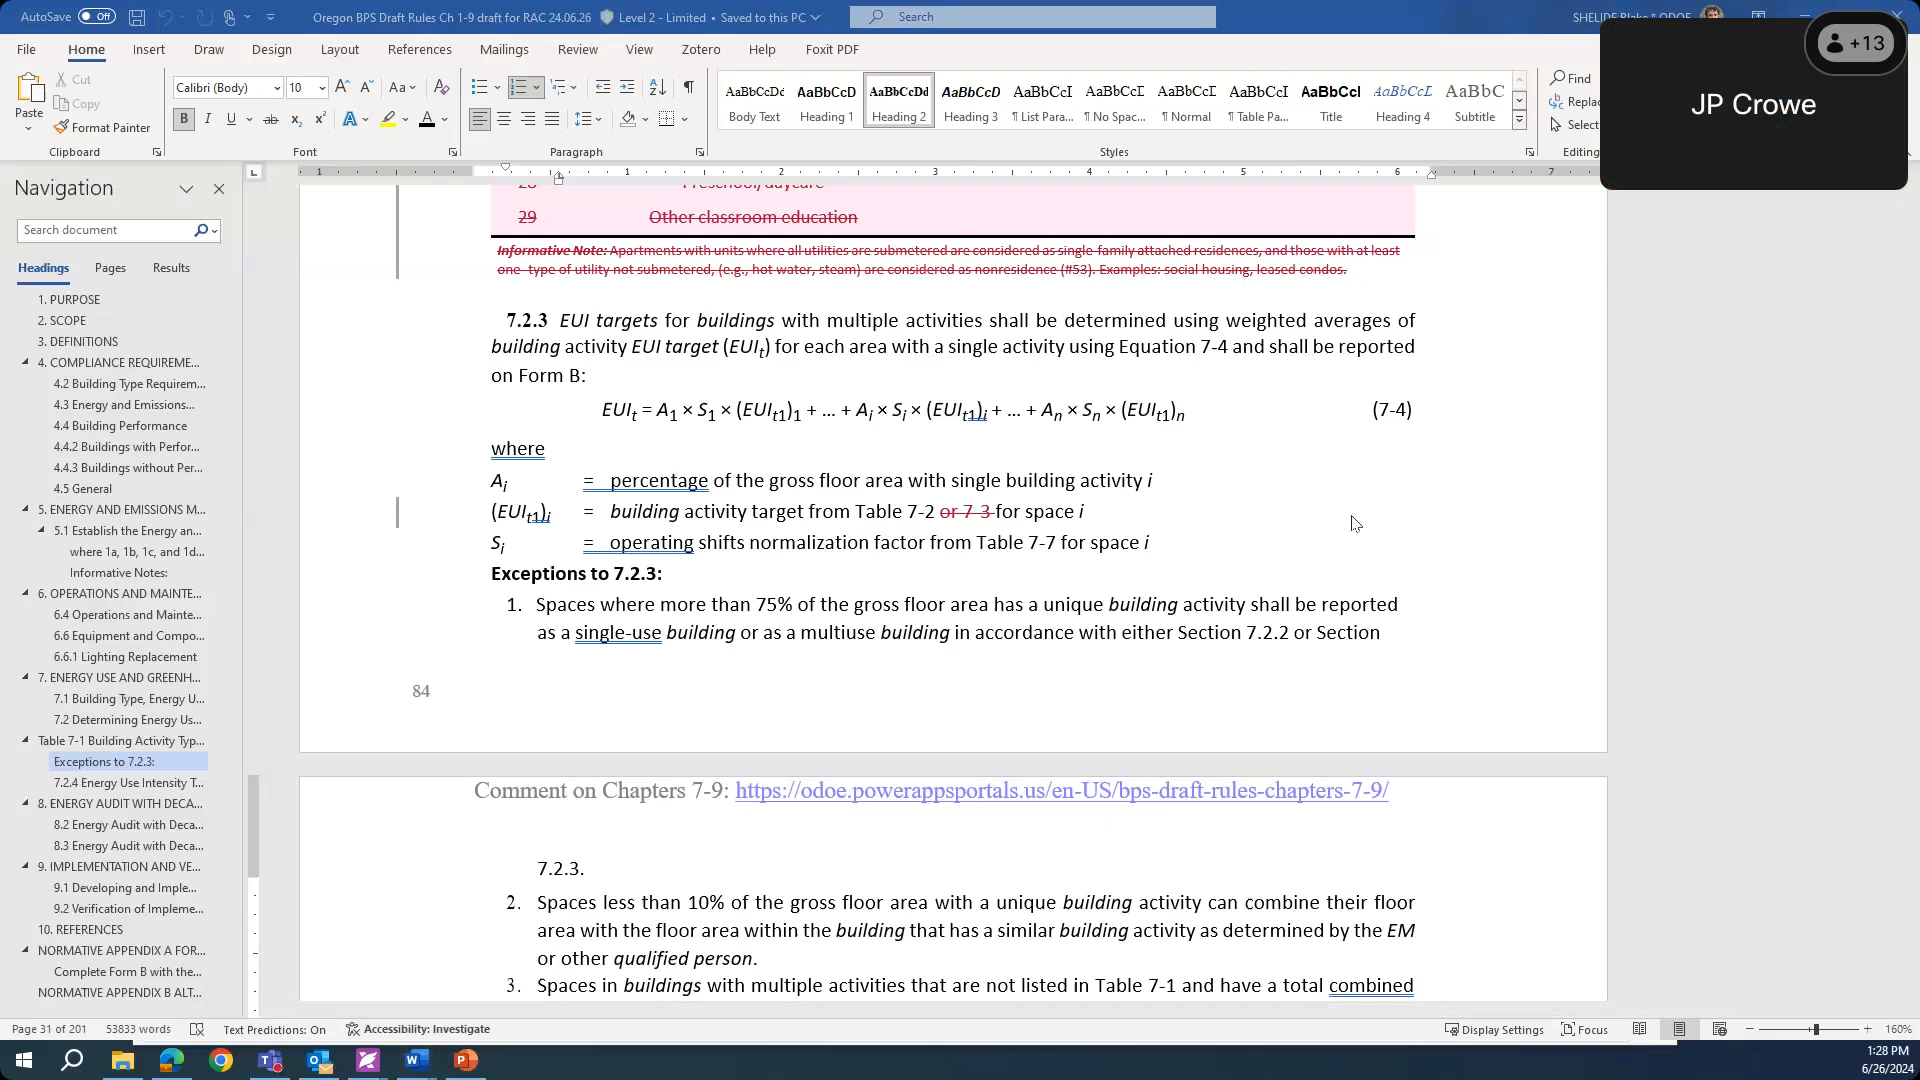 AutoSave Off Oregon BPS Draft Rules Ch 1-9 draft for RAC 24.06.26 Level 2 - Limited • Saved to this PC Search
+13
JP Crowe
File Home Insert Draw Design Layout References Mailings Review View Zotero Help Foxit PDF
Paste Cut Copy Format Painter Clipboard
Calibri (Body) 10 Font
Paragraph
AaBbCcDd Body Text
AaBbCcD Heading 1
AaBbCcDd Heading 2
AaBbCcD Heading 3
AaBbCcI ¶ List Para...
AaBbCcI ¶ No Spac...
AaBbCcI ¶ Normal
AaBbCcI ¶ Table Pa...
AaBbCcI Title
AaBbCcL Heading 4
AaBbC Subtitle
Styles
Find
Select
Editing
Navigation
Search document
Headings Pages Results
1. PURPOSE
2. SCOPE
3. DEFINITIONS
4. COMPLIANCE REQUIREME...
4.2 Building Type Requirem...
4.3 Energy and Emissions...
4.4 Building Performance
4.4.2 Buildings with Perfor...
4.4.3 Buildings without Per...
4.5 General
5. ENERGY AND EMISSIONS M...
5.1 Establish the Energy an...
where 1a, 1b, 1c, and 1d...
Informative Notes:
6. OPERATIONS AND MAINTE...
6.4 Operations and Mainte...
6.6 Equipment and Compo...
6.6.1 Lighting Replacement
7. ENERGY USE AND GREENH...
7.1 Building Type, Energy U...
7.2 Determining Energy Us...
Table 7-1 Building Activity Typ...
Exceptions to 7.2.3:
7.2.4 Energy Use Intensity T...
8. ENERGY AUDIT WITH DECA...
8.2 Energy Audit with Deca...
8.3 Energy Audit with Deca...
9. IMPLEMENTATION AND VE...
9.1 Developing and Imple...
9.2 Verification of Impleme...
10. REFERENCES
NORMATIVE APPENDIX A FOR...
Complete Form B with the...
NORMATIVE APPENDIX B ALT...
1 1 2 3 4 5 6 7
29 Other classroom education
Informative Note: Apartments with units where all utilities are submetered are considered as single-family attached residences, and those with at least
one- type of utility not submetered, (e.g., hot water, steam) are considered as nonresidence (#53). Examples: social housing, leased condos.
7.2.3 EUI targets for buildings with multiple activities shall be determined using weighted averages of
building activity EUI target (EUIt) for each area with a single activity using Equation 7-4 and shall be reported
on Form B:
EUIt = A1 × S1 × (EUIt1)1 + ... + Ai × Si × (EUIt1)i + ... + An × Sn × (EUIt1)n (7-4)
where
Ai = percentage of the gross floor area with single building activity i
(EUIt1)i = building activity target from Table 7-2 or 7-3 for space i
Si = operating shifts normalization factor from Table 7-7 for space i
Exceptions to 7.2.3:
1. Spaces where more than 75% of the gross floor area has a unique building activity shall be reported
as a single-use building or as a multiuse building in accordance with either Section 7.2.2 or Section
84
Comment on Chapters 7-9: https://odoe.powerappsportals.us/en-US/bps-draft-rules-chapters-7-9/
7.2.3.
2. Spaces less than 10% of the gross floor area with a unique building activity can combine their floor
area with the floor area within the building that has a similar building activity as determined by the EM
or other qualified person.
3. Spaces in buildings with multiple activities that are not listed in Table 7-1 and have a total combined
Page 31 of 201 53833 words Text Predictions: On Accessibility: Investigate Display Settings Focus 160%
1:28 PM
6/26/2024